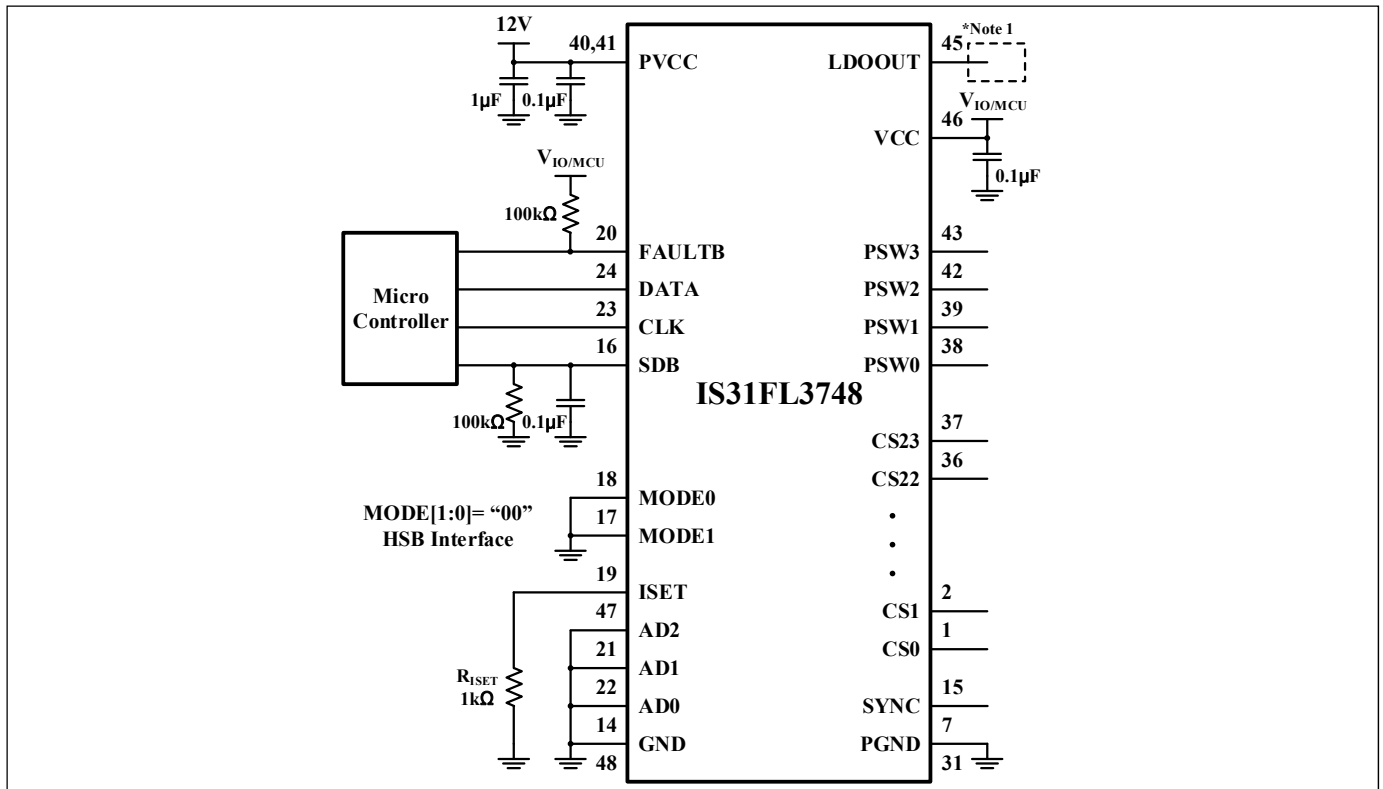 12V
40,41
PVCC
1µF
0.1µF
V_IO/MCU
100kΩ
20
FAULTB
24
DATA
23
CLK
16
SDB
Micro
Controller
100kΩ
0.1µF
18
MODE0
17
MODE1
MODE[1:0]= “00”
HSB Interface
19
ISET
47
AD2
21
AD1
22
AD0
14
GND
48
R_ISET
1kΩ
IS31FL3748
*Note 1
45
LDOOUT
V_IO/MCU
46
VCC
0.1µF
43
PSW3
42
PSW2
39
PSW1
38
PSW0
37
CS23
36
CS22
2
CS1
1
CS0
15
SYNC
7
PGND
31